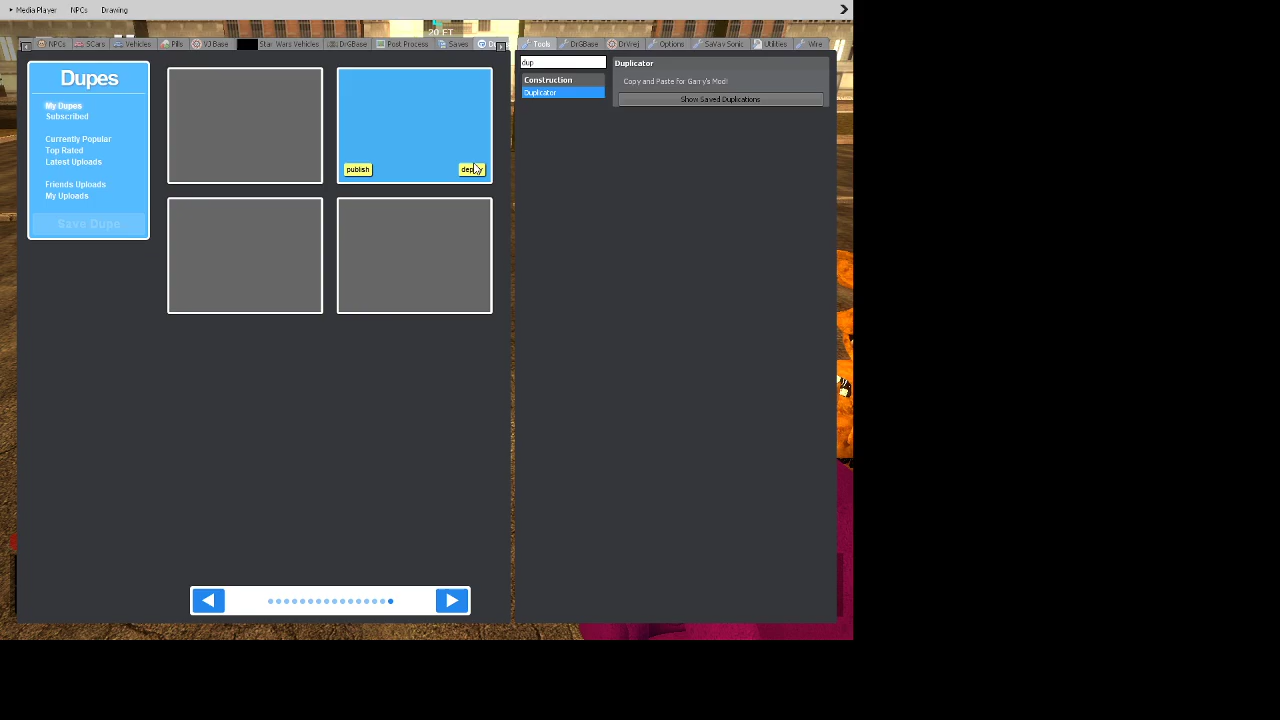 Media Player NPCs Drawing
20 FT
NPCs SCars Vehicles Pills VJ Base Star Wars Vehicles DrGBase Post Process Saves
Tools DrGBase DrVrej Options SaVav Sonic Utilities Wire
Dupes
My Dupes
Subscribed
Currently Popular
Top Rated
Latest Uploads
Friends Uploads
My Uploads
Save Dupe
publish
dup
Construction
Duplicator
Duplicator
Copy and Paste for Garry's Mod!
Show Saved Duplications